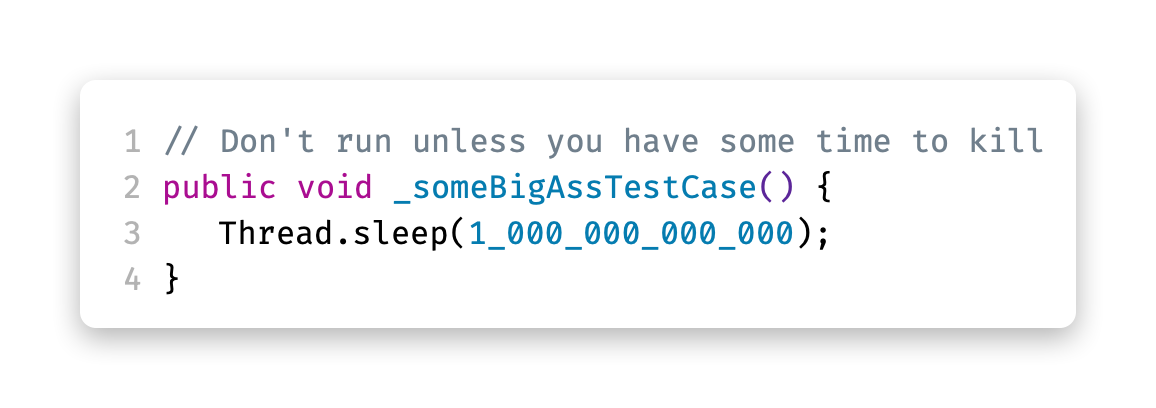 1 // Don't run unless you have some time to kill
2 public void _someBigAssTestCase() {
3    Thread.sleep(1_000_000_000_000);
4 }